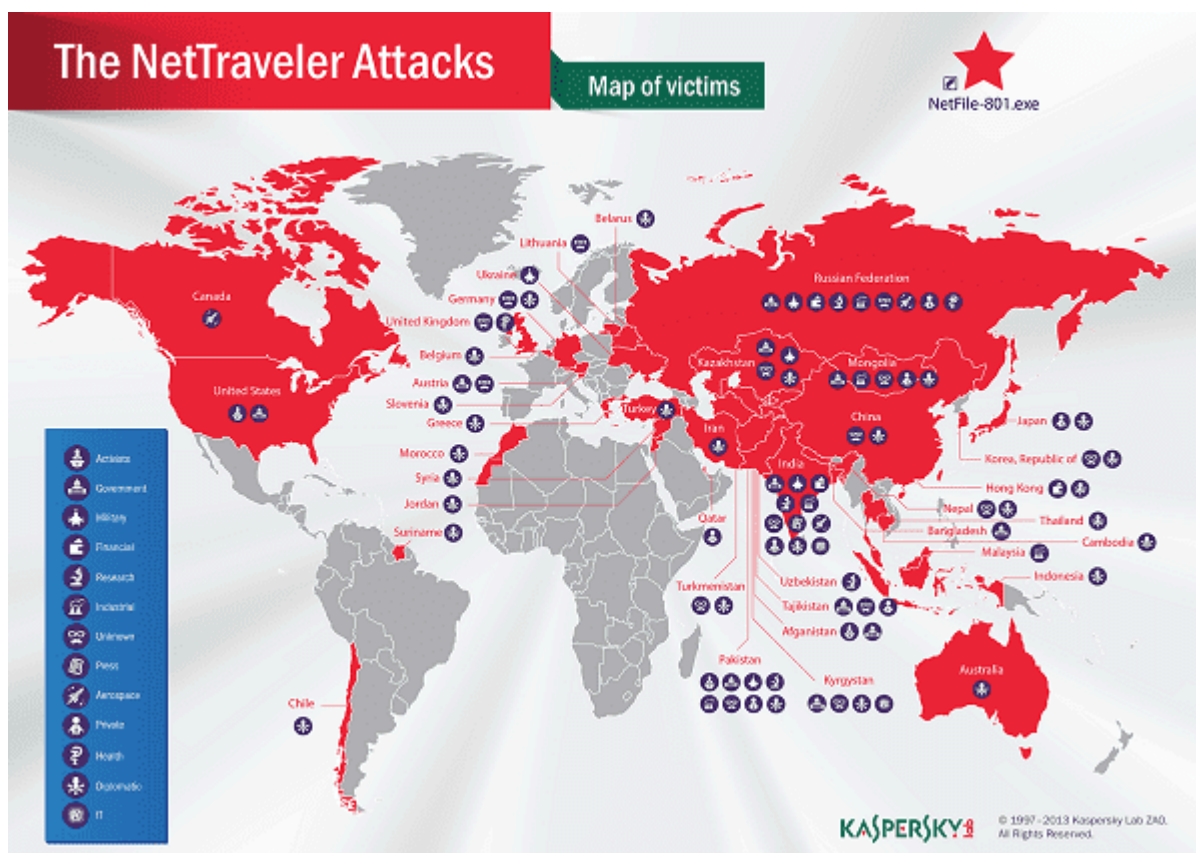 The NetTraveler Attacks
Map of victims
NetFile-801.exe
Belarus
Lithuania
Ukraine
Germany
United Kingdom
Belgium
Austria
Slovenia
Greece
Morocco
Syria
Jordan
Suriname
Canada
United States
Russian Federation
Kazakhstan
Mongolia
China
Turkey
Iran
India
Japan
Korea, Republic of
Hong Kong
Nepal
Thailand
Bangladesh
Cambodia
Malaysia
Indonesia
Qatar
Turkmenistan
Uzbekistan
Tajikistan
Afganistan
Pakistan
Kyrgystan
Australia
Chile
Activists
Government
Military
Financial
Research
Industrial
Unknown
Press
Aerospace
Private
Health
Diplomatic
IT
KASPERSKY lab
© 1997-2013 Kaspersky Lab ZAO.
All Rights Reserved.